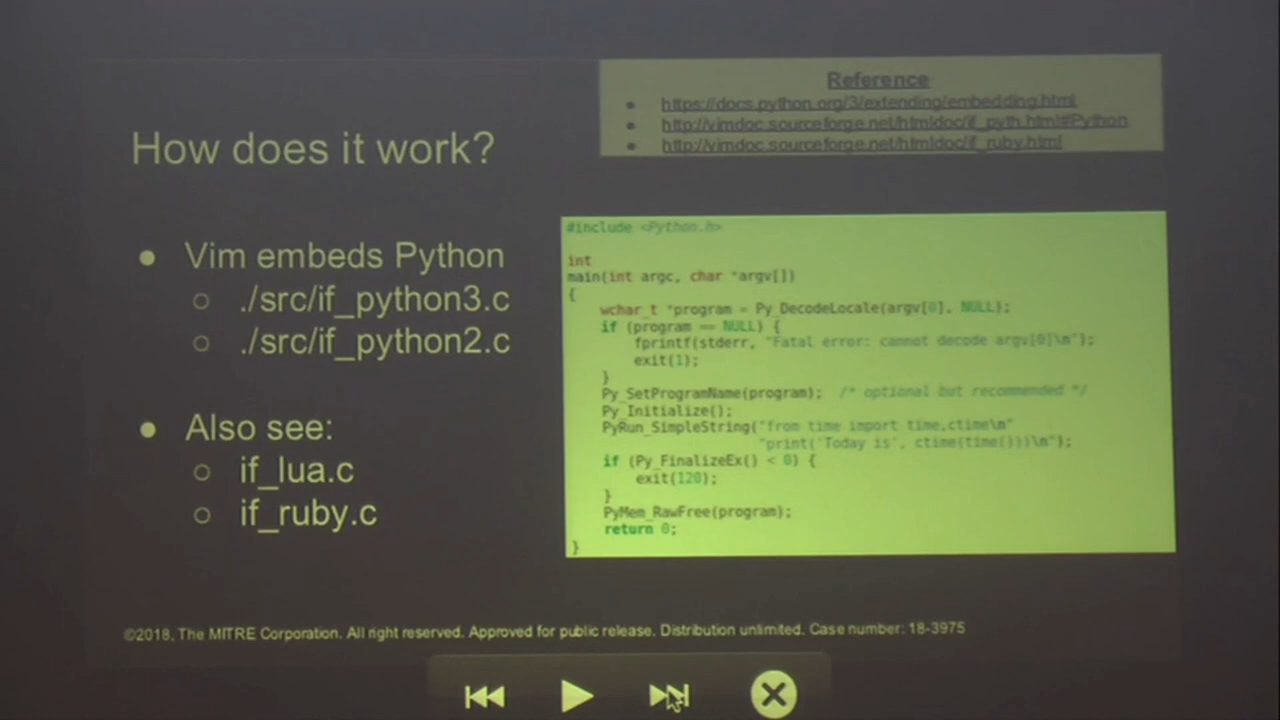 Reference
https://docs.python.org/3/extending/embedding.html
http://vimdoc.sourceforge.net/htmldoc/if_pyth.html#Python
http://vimdoc.sourceforge.net/htmldoc/if_ruby.html
How does it work?
● Vim embeds Python
○ ./src/if_python3.c
○ ./src/if_python2.c
● Also see:
○ if_lua.c
○ if_ruby.c
#include <Python.h>
int
main(int argc, char *argv[])
{
    wchar_t *program = Py_DecodeLocale(argv[0], NULL);
    if (program == NULL) {
        fprintf(stderr, "Fatal error: cannot decode argv[0]\n");
        exit(1);
    }
    Py_SetProgramName(program);  /* optional but recommended */
    Py_Initialize();
    PyRun_SimpleString("from time import time,ctime\n"
                       "print('Today is', ctime(time()))\n");
    if (Py_FinalizeEx() < 0) {
        exit(120);
    }
    PyMem_RawFree(program);
    return 0;
}
©2018, The MITRE Corporation. All right reserved. Approved for public release. Distribution unlimited. Case number: 18-3975